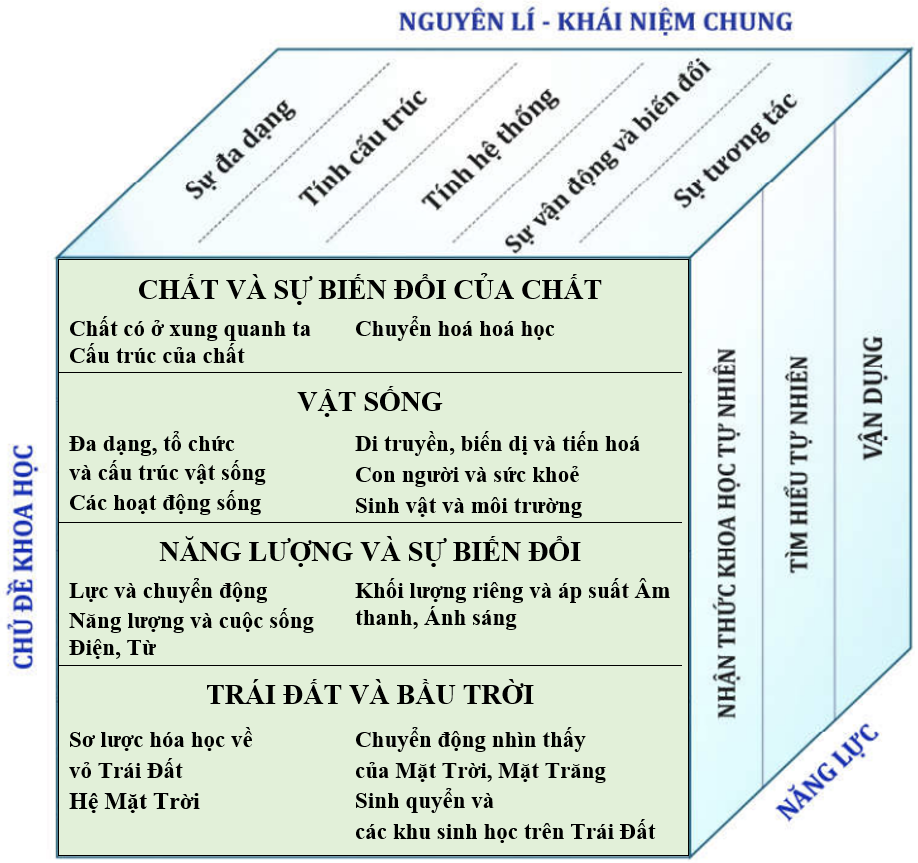 NGUYÊN LÍ - KHÁI NIỆM CHUNG
Sự đa dạng
Tính cấu trúc
Tính hệ thống
Sự vận động và biến đổi
Sự tương tác
CHỦ ĐỀ KHOA HỌC
CHẤT VÀ SỰ BIẾN ĐỔI CỦA CHẤT
Chất có ở xung quanh ta
Cấu trúc của chất
Chuyển hoá hoá học
VẬT SỐNG
Đa dạng, tổ chức
và cấu trúc vật sống
Các hoạt động sống
Di truyền, biến dị và tiến hoá
Con người và sức khoẻ
Sinh vật và môi trường
NĂNG LƯỢNG VÀ SỰ BIẾN ĐỔI
Lực và chuyển động
Năng lượng và cuộc sống
Điện, Từ
Khối lượng riêng và áp suất Âm
thanh, Ánh sáng
TRÁI ĐẤT VÀ BẦU TRỜI
Sơ lược hóa học về
vỏ Trái Đất
Hệ Mặt Trời
Chuyển động nhìn thấy
của Mặt Trời, Mặt Trăng
Sinh quyển và
các khu sinh học trên Trái Đất
NHẬN THỨC KHOA HỌC TỰ NHIÊN
TÌM HIỂU TỰ NHIÊN
VẬN DỤNG
NĂNG LỰC